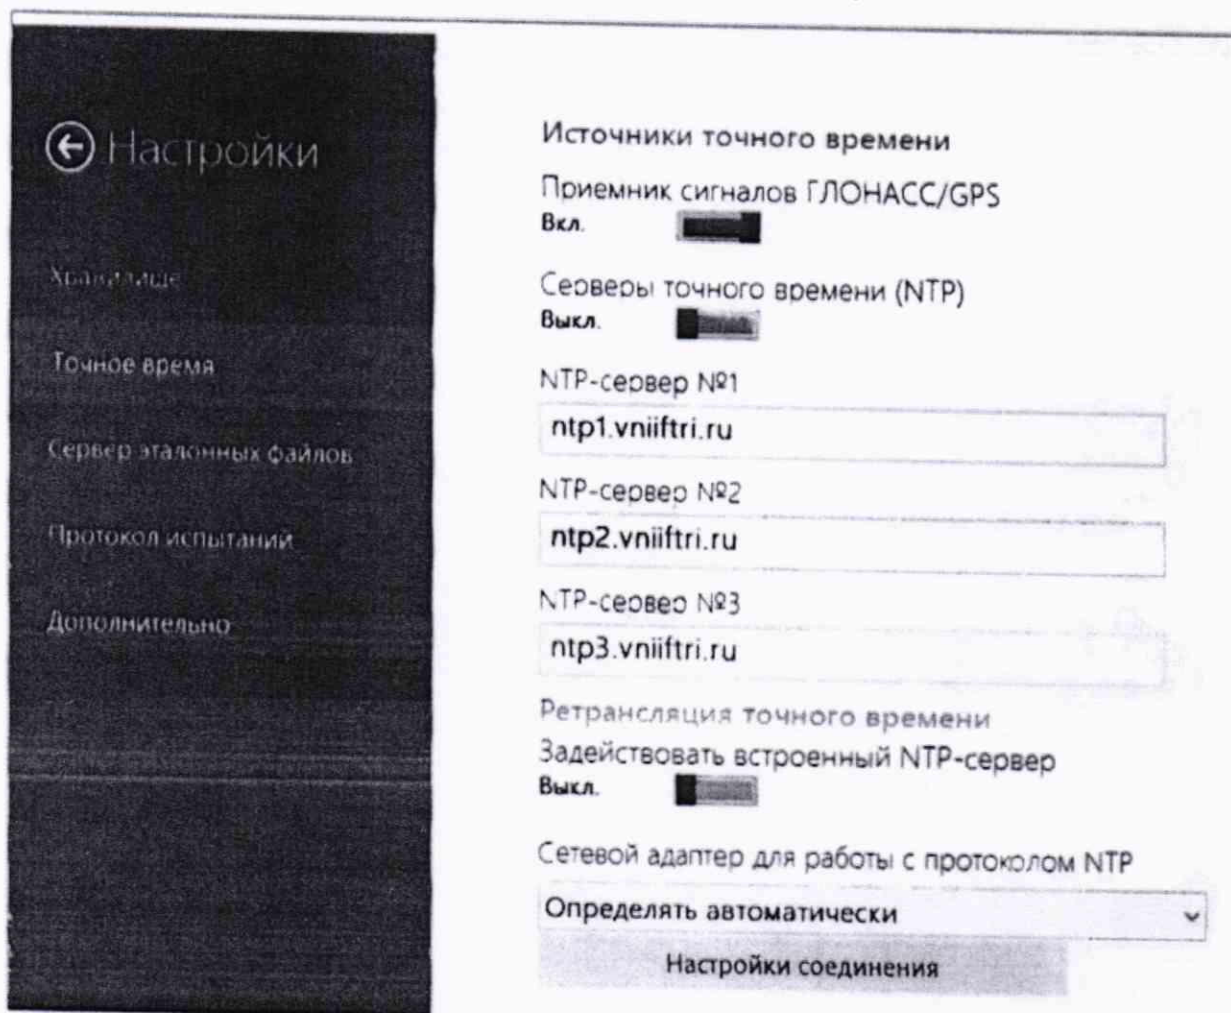 Настройки
Хранилище
Точное время
Сервер эталонных файлов
Протокол испытаний
Дополнительно
Источники точного времени
Приемник сигналов ГЛОНАСС/GPS
Вкл.
Серверы точного времени (NTP)
Выкл.
NTP-сервер №1
ntp1.vniiftri.ru
NTP-сервер №2
ntp2.vniiftri.ru
NTP-сервер №3
ntp3.vniiftri.ru
Ретрансляция точного времени
Задействовать встроенный NTP-сервер
Выкл.
Сетевой адаптер для работы с протоколом NTP
Определять автоматически
Настройки соединения